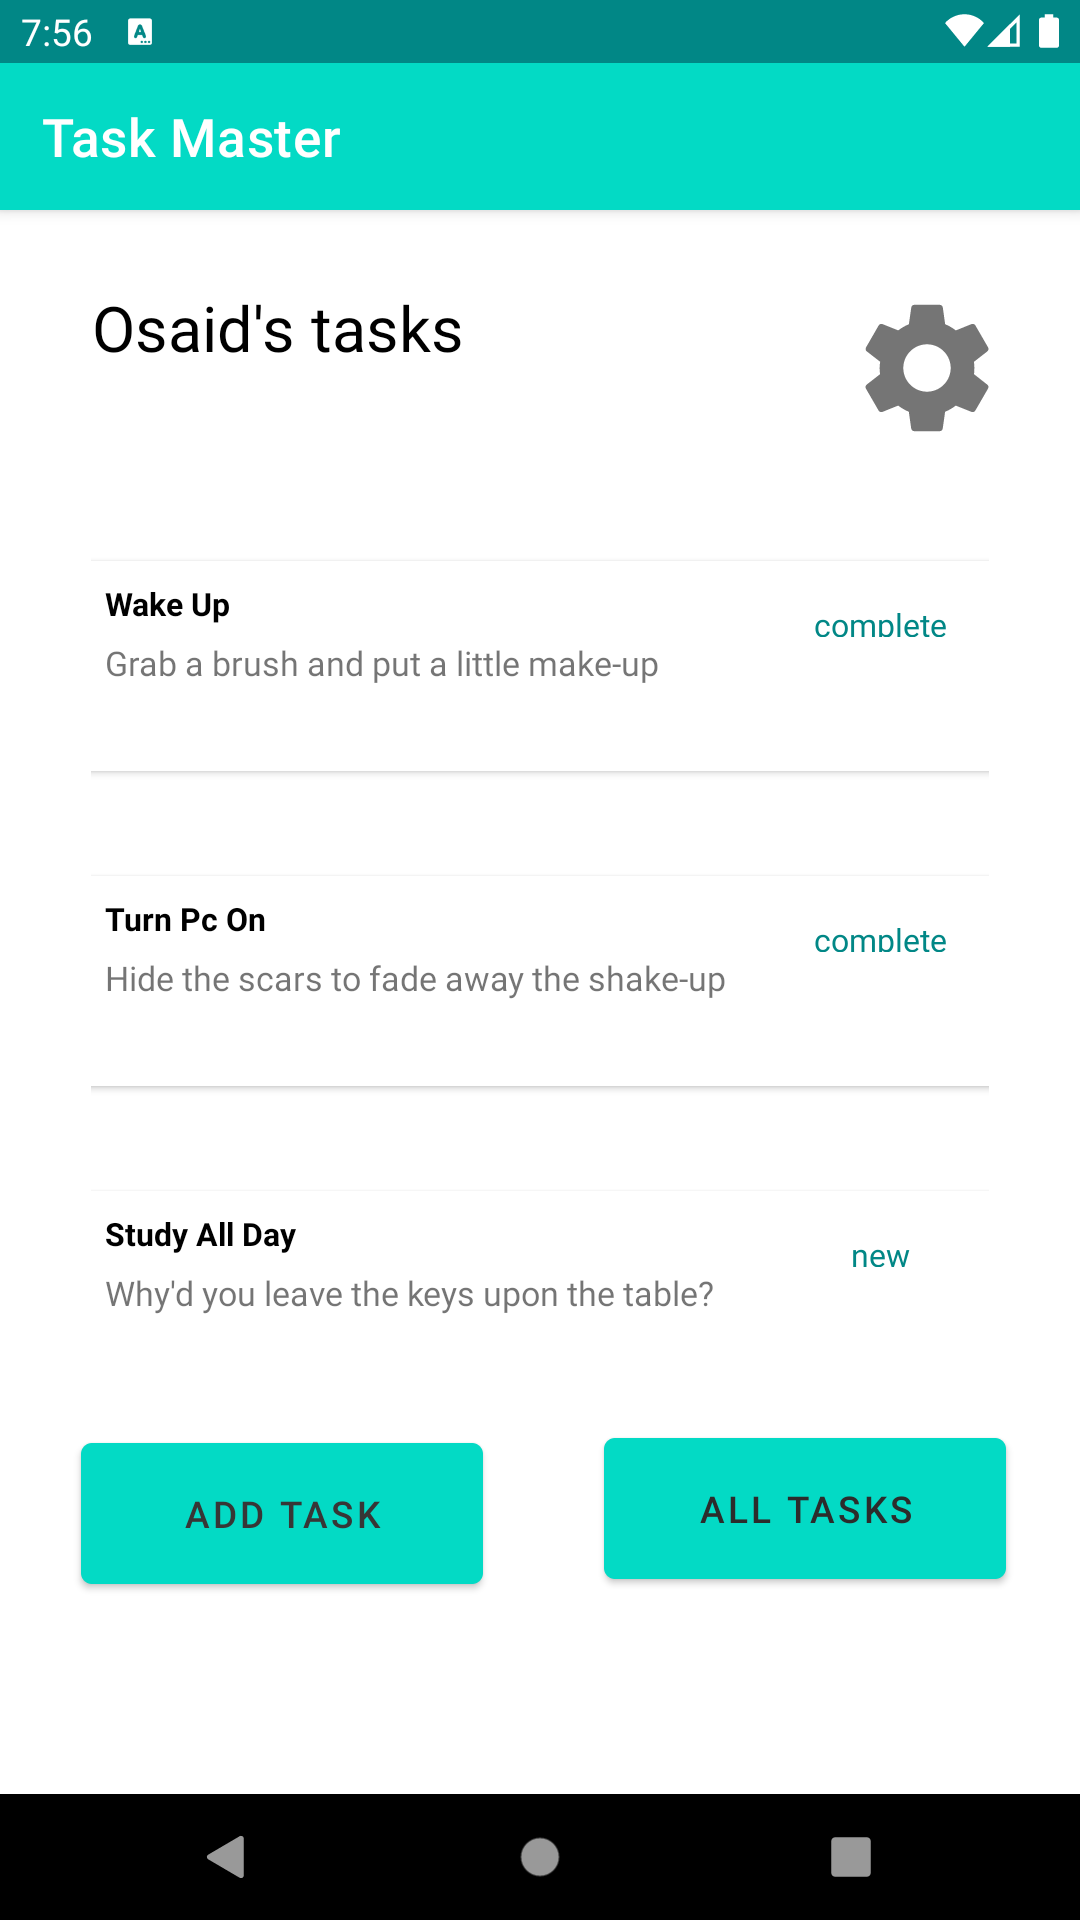 7:56
Task Master
Osaid's tasks
Wake Up
complete
Grab a brush and put a little make-up
Turn Pc On
complete
Hide the scars to fade away the shake-up
Study All Day
new
Why'd you leave the keys upon the table?
ADD TASK
ALL TASKS